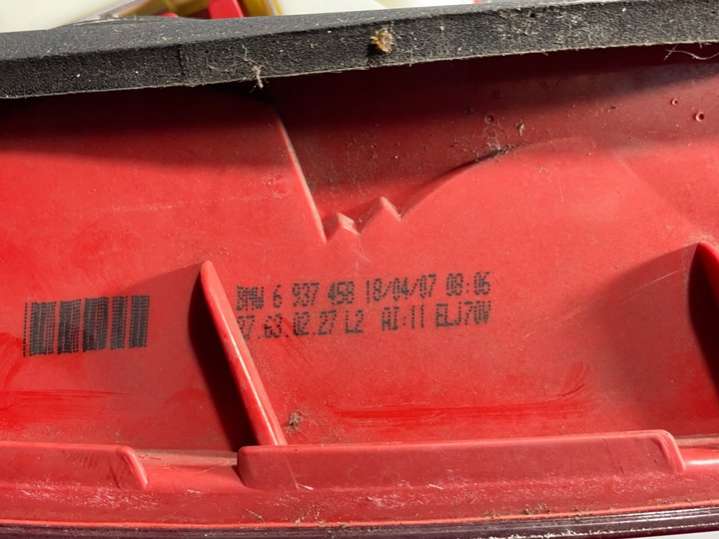 BMW 6 937 458 18/04/07 08:06
27.63.02.27 L2 AI:11 ELJ70V